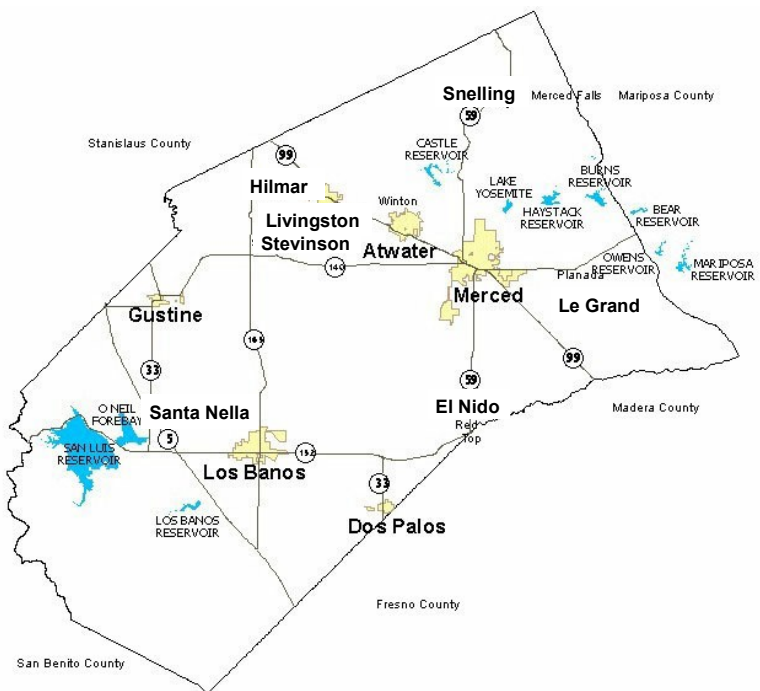 Snelling
Merced Falls
Mariposa County
59
Stanislaus County
99
CASTLE
RESERVOIR
Hilmar
LAKE
YOSEMITE
BURNS
RESERVOIR
HAYSTACK
RESERVOIR
Winton
BEAR
RESERVOIR
Livingston
Stevinson
Atwater
140
OWENS
RESERVOIR
MARIPOSA
RESERVOIR
Planada
Merced
Le Grand
Gustine
165
99
33
59
El Nido
Madera County
Red
Top
Santa Nella
O NEIL
FOREBAY
5
SAN LUIS
RESERVOIR
152
Los Banos
33
LOS BANOS
RESERVOIR
Dos Palos
Fresno County
San Benito County